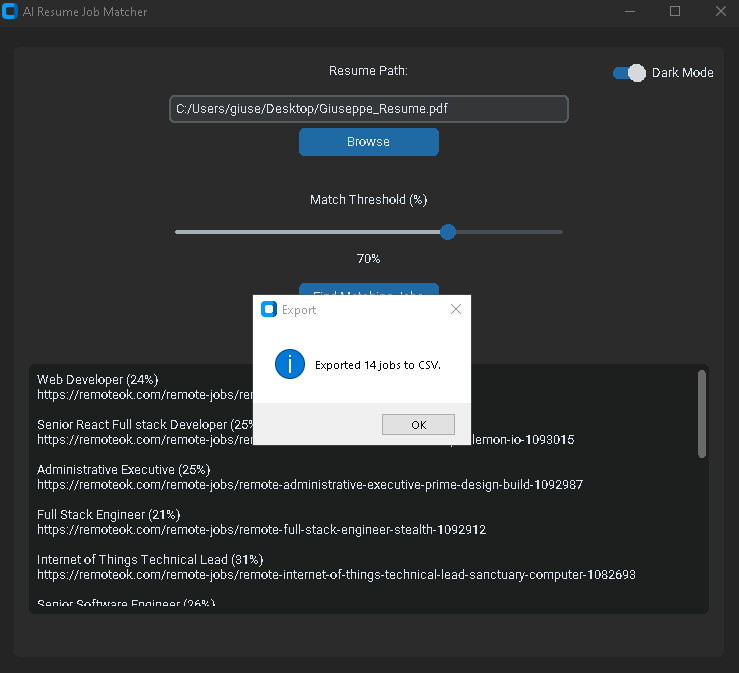 AI Resume Job Matcher
Resume Path:
Dark Mode
C:/Users/giuse/Desktop/Giuseppe_Resume.pdf
Browse
Match Threshold (%)
70%
Find Matching Jobs
Export
Exported 14 jobs to CSV.
OK
Web Developer (24%)
https://remoteok.com/remote-jobs/re
Senior React Full stack Developer (25%
https://remoteok.com/remote-jobs/re lemon-io-1093015
Administrative Executive (25%)
https://remoteok.com/remote-jobs/remote-administrative-executive-prime-design-build-1092987
Full Stack Engineer (21%)
https://remoteok.com/remote-jobs/remote-full-stack-engineer-stealth-1092912
Internet of Things Technical Lead (31%)
https://remoteok.com/remote-jobs/remote-internet-of-things-technical-lead-sanctuary-computer-1082693
Senior Software Engineer (26%)